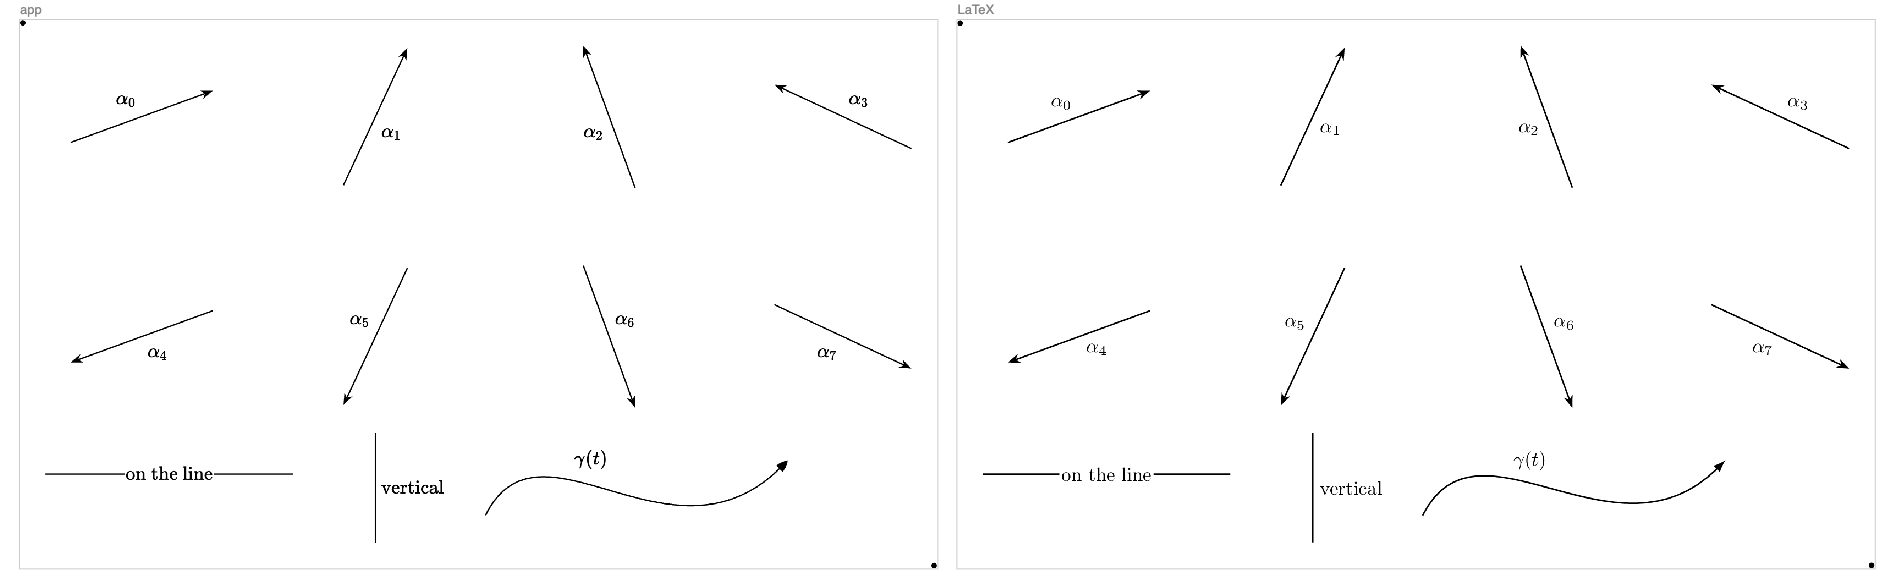 app
α₀
α₁
α₂
α₃
α₄
α₅
α₆
α₇
on the line
vertical
γ(t)
LaTeX
α₀
α₁
α₂
α₃
α₄
α₅
α₆
α₇
on the line
vertical
γ(t)